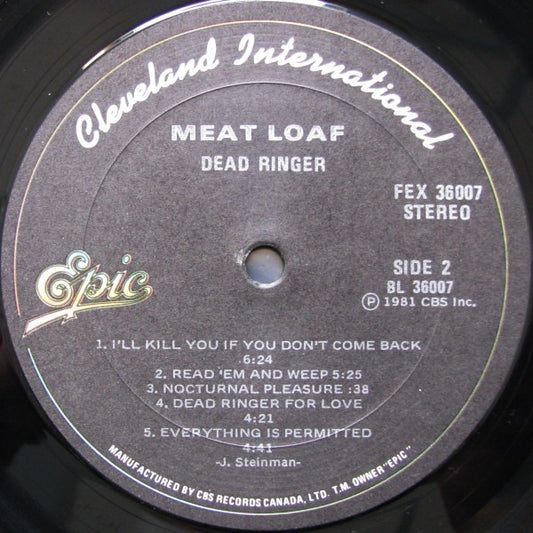 Cleveland International
MEAT LOAF
DEAD RINGER
FEX 36007
STEREO
SIDE 2
BL 36007
Ⓟ 1981 CBS Inc.
Epic
1. I'LL KILL YOU IF YOU DON'T COME BACK
6:24
2. READ 'EM AND WEEP 5:25
3. NOCTURNAL PLEASURE :38
4. DEAD RINGER FOR LOVE
4:21
5. EVERYTHING IS PERMITTED
4:41
-J. Steinman-
MANUFACTURED BY CBS RECORDS CANADA, LTD. T.M. OWNER "EPIC"